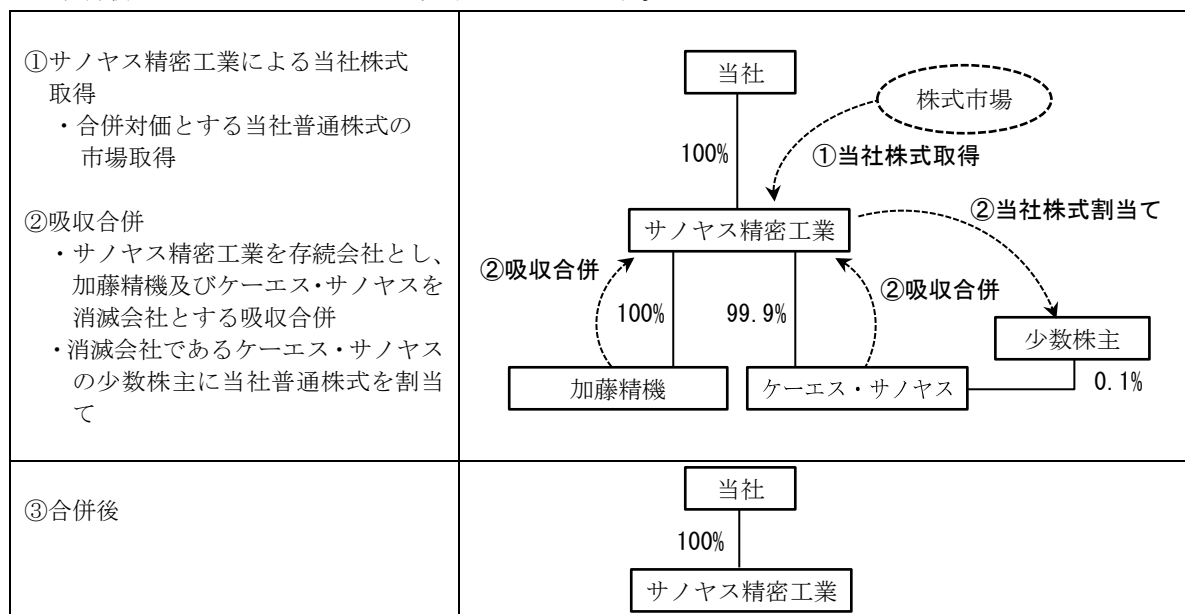 ①サノヤス精密工業による当社株式
取得
・合併対価とする当社普通株式の
市場取得
②吸収合併
・サノヤス精密工業を存続会社とし、
加藤精機及びケーエス・サノヤスを
消滅会社とする吸収合併
・消滅会社であるケーエス・サノヤス
の少数株主に当社普通株式を割当
て
当社
株式市場
100%
①当社株式取得
②当社株式割当て
サノヤス精密工業
②吸収合併
②吸収合併
100%
99.9%
少数株主
0.1%
加藤精機
ケーエス・サノヤス
③合併後
当社
100%
サノヤス精密工業